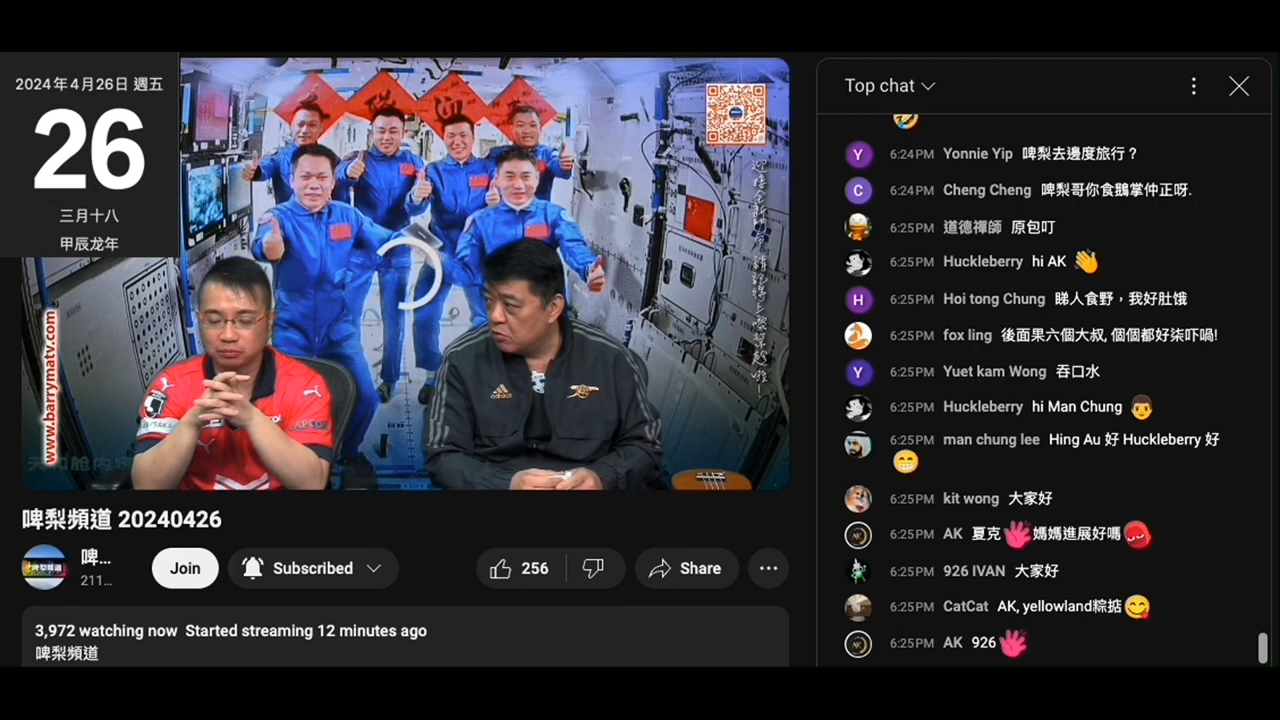 2024年4月26日 週五
26
三月十八
甲辰龙年
www.barrymatv.com
adidas
啤梨頻道 20240426
啤...
211...
Join
Subscribed
256
Share
3,972 watching now Started streaming 12 minutes ago
啤梨頻道
Top chat
6:24PM Yonnie Yip 啤梨去邊度旅行？
6:24PM Cheng Cheng 啤梨哥你食鵝掌仲正呀.
6:25PM 道德禪師 原包叮
6:25PM Huckleberry hi AK 👋
6:25PM Hoi tong Chung 睇人食野，我好肚饿
6:25PM fox ling 後面果六個大叔, 個個都好柒吓喎!
6:25PM Yuet kam Wong 吞口水
6:25PM Huckleberry hi Man Chung 👨
6:25PM man chung lee Hing Au 好 Huckleberry 好
😁
6:25PM kit wong 大家好
6:25PM AK 夏克媽媽進展好嗎
6:25PM 926 IVAN 大家好
6:25PM CatCat AK, yellowland粽掂😋
6:25PM AK 926